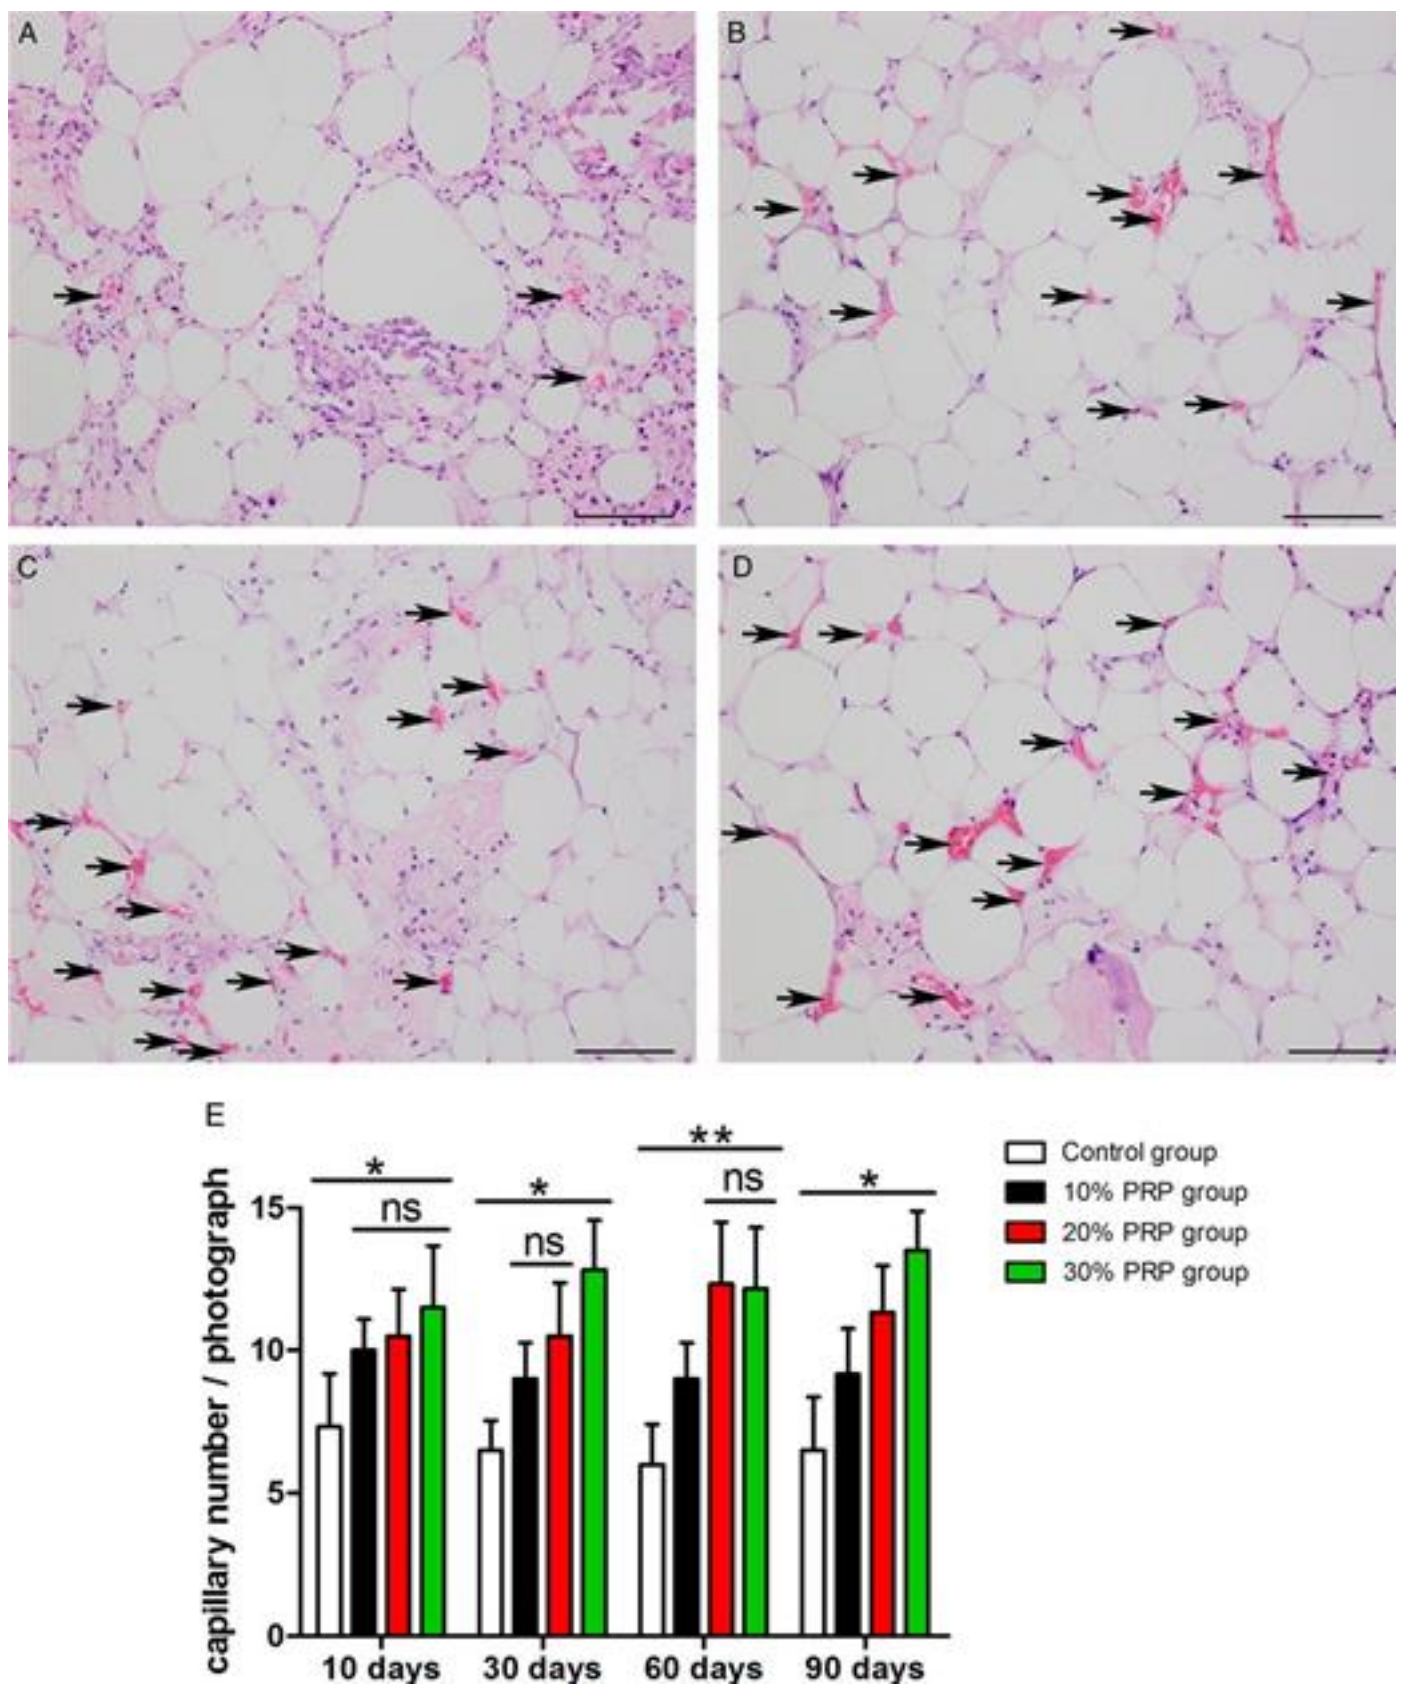 A
B
C
D
E
capillary number / photograph
15
10
5
0
*
ns
*
ns
**
ns
*
10 days
30 days
60 days
90 days
Control group
10% PRP group
20% PRP group
30% PRP group